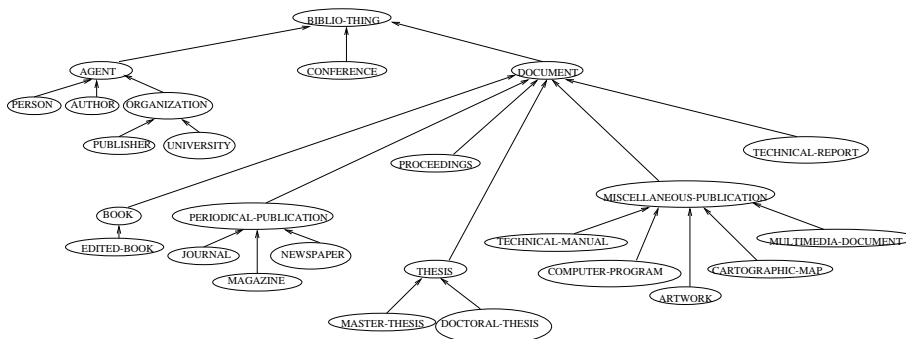 BIBLIO-THING
AGENT
CONFERENCE
DOCUMENT
PERSON
AUTHOR
ORGANIZATION
PUBLISHER
UNIVERSITY
PROCEEDINGS
TECHNICAL-REPORT
BOOK
PERIODICAL-PUBLICATION
MISCELLANEOUS-PUBLICATION
EDITED-BOOK
JOURNAL
NEWSPAPER
MAGAZINE
TECHNICAL-MANUAL
MULTIMEDIA-DOCUMENT
THESIS
COMPUTER-PROGRAM
CARTOGRAPHIC-MAP
ARTWORK
MASTER-THESIS
DOCTORAL-THESIS